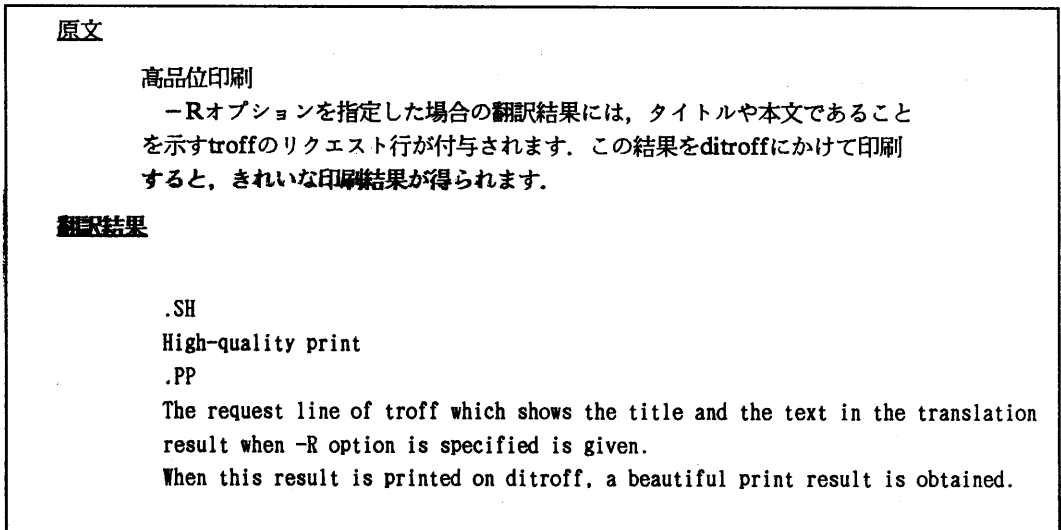 原文
高品位印刷
－Rオプションを指定した場合の翻訳結果には，タイトルや本文であること
を示すtroffのリクエスト行が付与されます．この結果をditroffにかけて印刷
すると，きれいな印刷結果が得られます．
翻訳結果
.SH
High-quality print
.PP
The request line of troff which shows the title and the text in the translation
result when -R option is specified is given.
When this result is printed on ditroff, a beautiful print result is obtained.